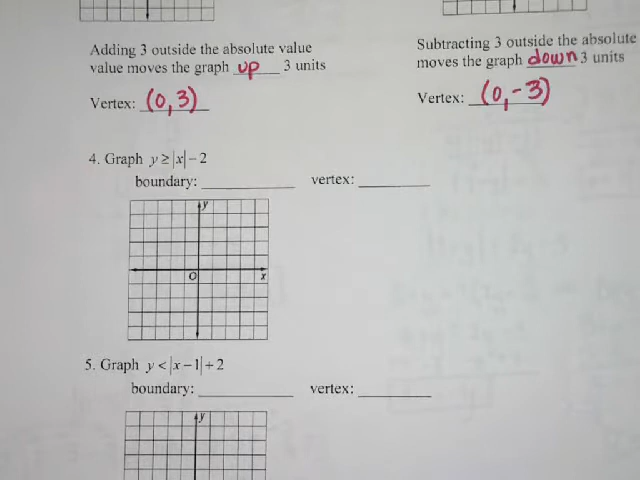 Adding 3 outside the absolute value
value moves the graph up 3 units
Vertex: (0, 3)
Subtracting 3 outside the absolute
moves the graph down 3 units
Vertex: (0, -3)
4. Graph y ≥ |x| - 2
boundary: vertex:
y
O x
5. Graph y < |x - 1| + 2
boundary: vertex:
y